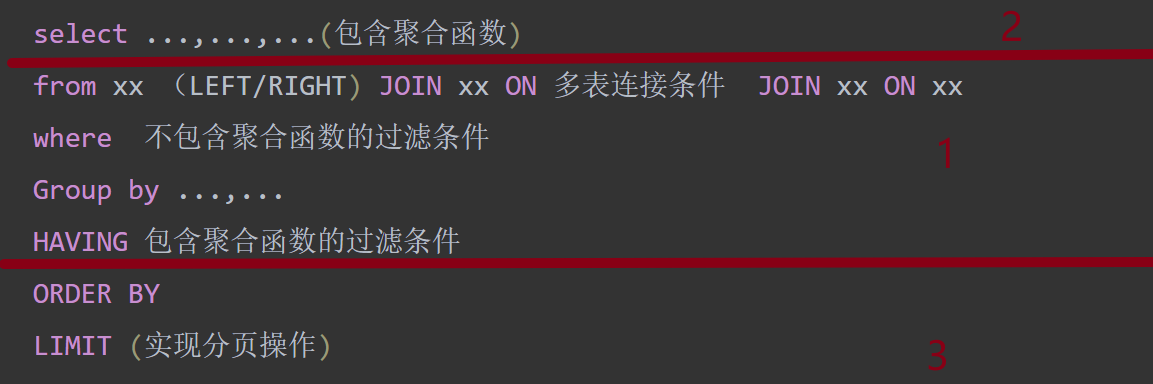 select ...,...,...(包含聚合函数)
2
from xx （LEFT/RIGHT) JOIN xx ON 多表连接条件 JOIN xx ON xx
where 不包含聚合函数的过滤条件
1
Group by ...,...
HAVING 包含聚合函数的过滤条件
ORDER BY
LIMIT (实现分页操作)
3